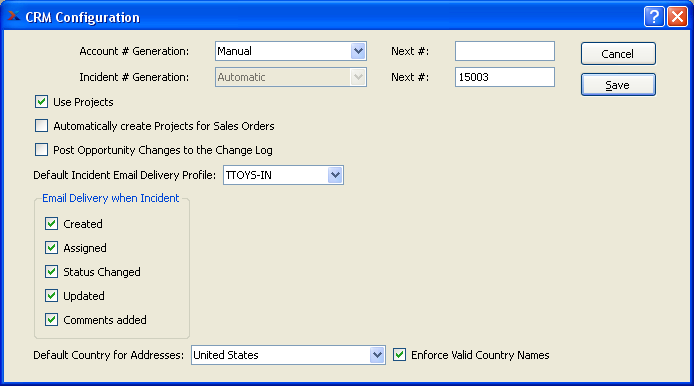 CRM Configuration
Account # Generation: Manual Next #: Cancel
Incident # Generation: Automatic Next #: 15003 Save
Use Projects
Automatically create Projects for Sales Orders
Post Opportunity Changes to the Change Log
Default Incident Email Delivery Profile: TTOYS-IN
Email Delivery when Incident
Created
Assigned
Status Changed
Updated
Comments added
Default Country for Addresses: United States Enforce Valid Country Names